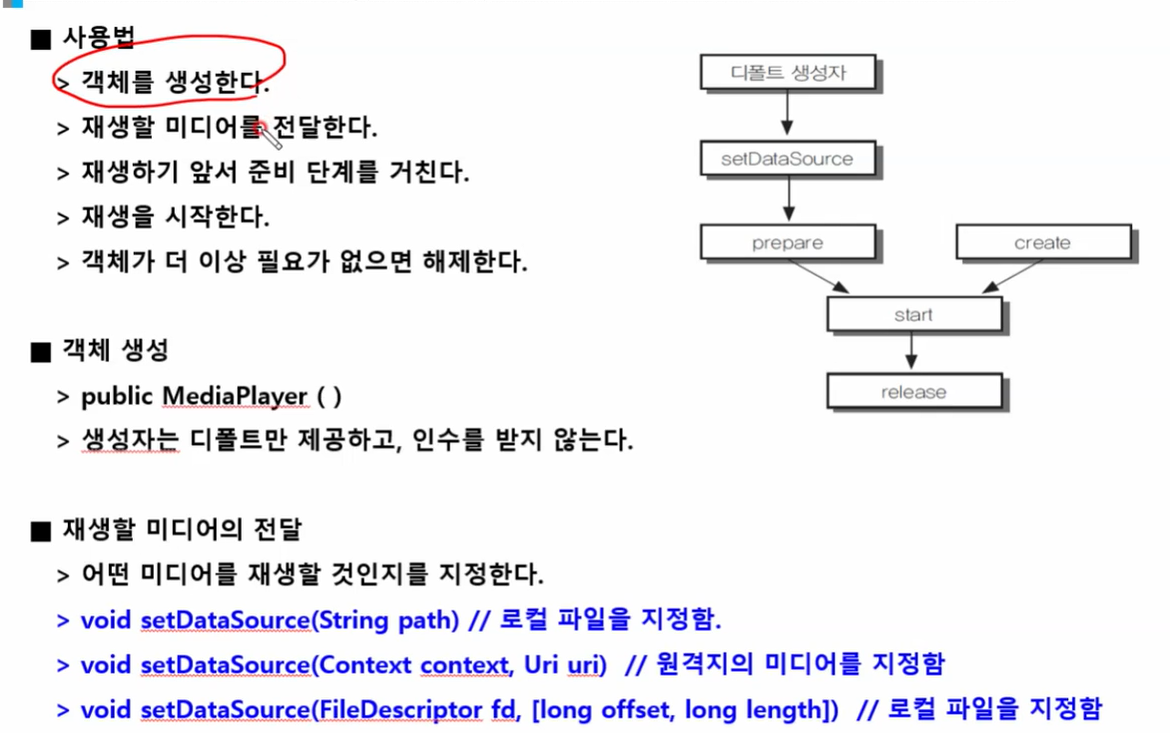 ■ 사용법
> 객체를 생성한다.
> 재생할 미디어를 전달한다.
> 재생하기 앞서 준비 단계를 거친다.
> 재생을 시작한다.
> 객체가 더 이상 필요가 없으면 해제한다.
디폴트 생성자
setDataSource
prepare
create
start
release
■ 객체 생성
> public MediaPlayer ( )
> 생성자는 디폴트만 제공하고, 인수를 받지 않는다.
■ 재생할 미디어의 전달
> 어떤 미디어를 재생할 것인지를 지정한다.
> void setDataSource(String path) // 로컬 파일을 지정함.
> void setDataSource(Context context, Uri uri) // 원격지의 미디어를 지정함
> void setDataSource(FileDescriptor fd, [long offset, long length]) // 로컬 파일을 지정함